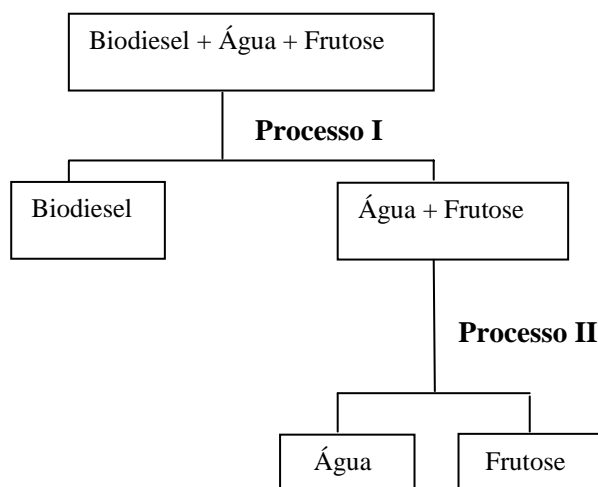 Biodiesel + Água + Frutose
Processo I
Biodiesel
Água + Frutose
Processo II
Água
Frutose